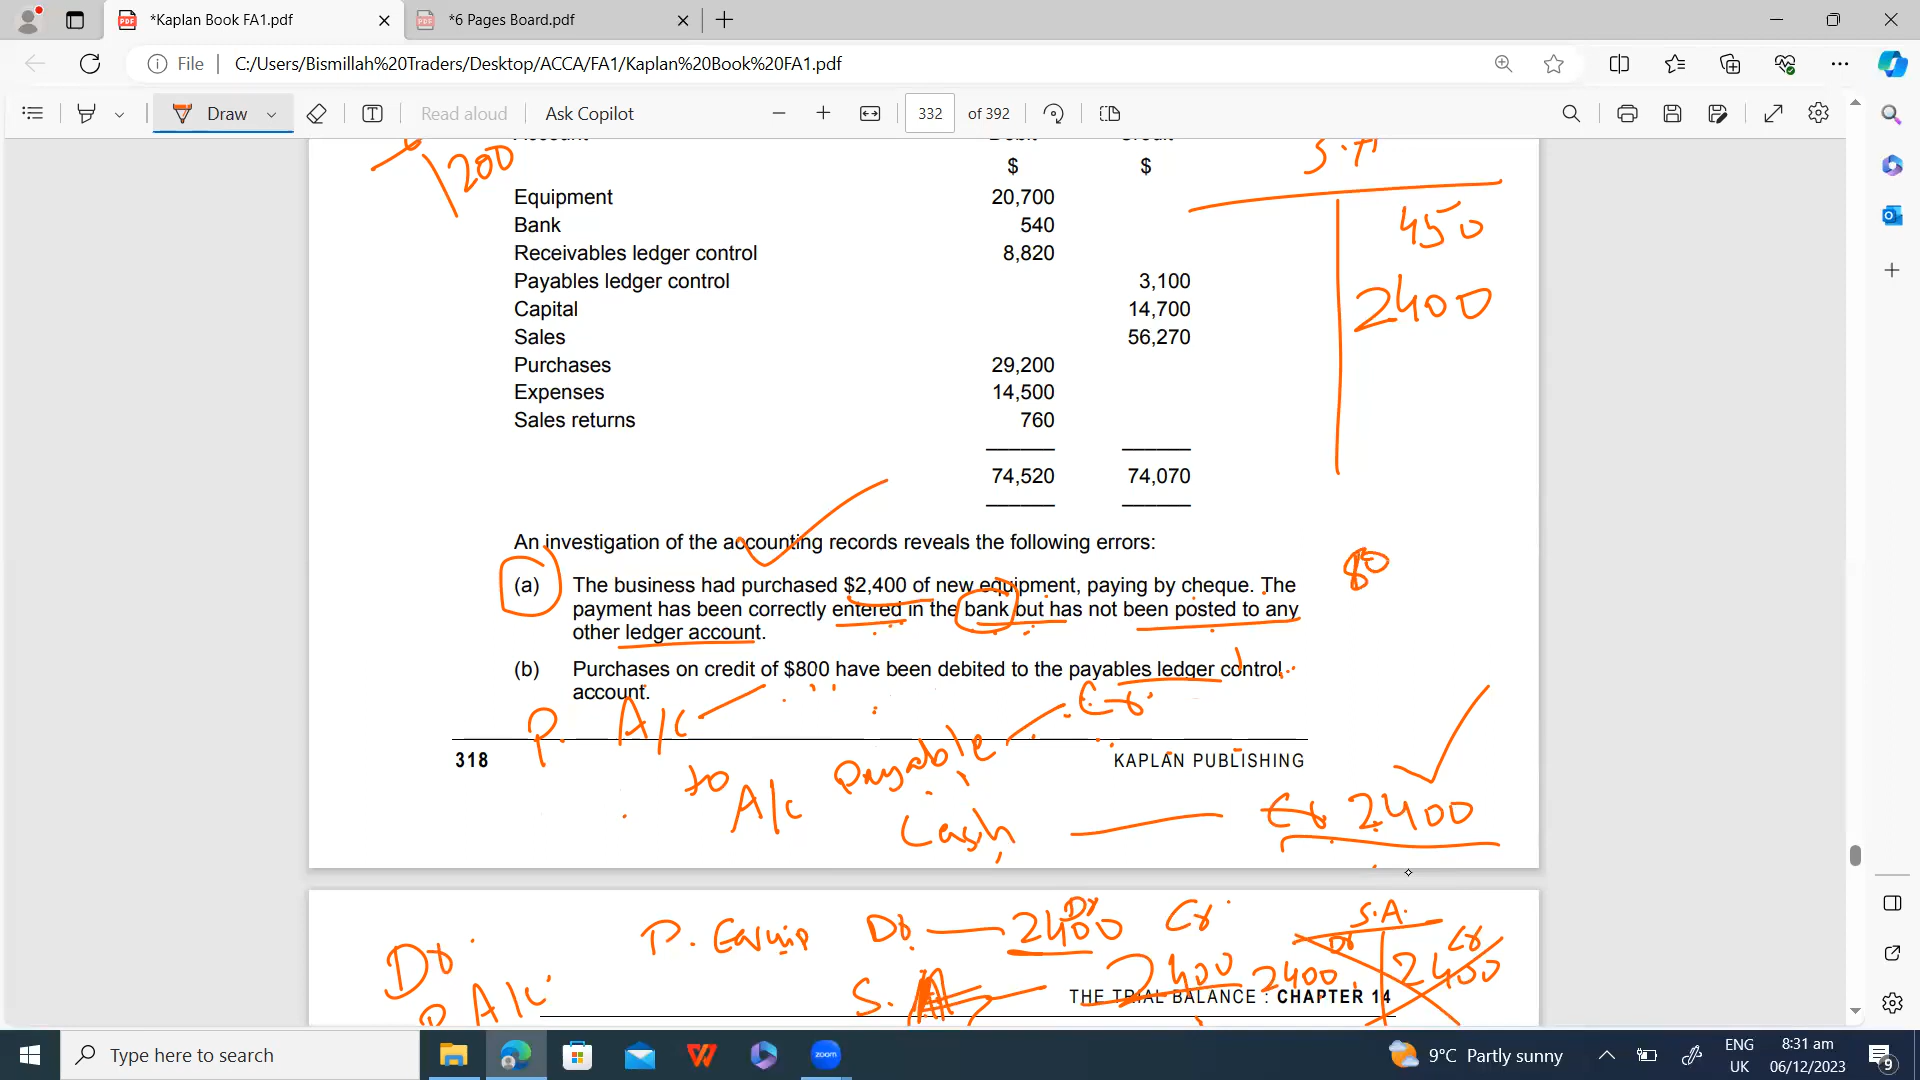 *Kaplan Book FA1.pdf
*6 Pages Board.pdf
File
C:/Users/Bismillah%20Traders/Desktop/ACCA/FA1/Kaplan%20Book%20FA1.pdf
Draw
Read aloud
Ask Copilot
332
of 392
1200
$ $
Equipment 20,700
Bank 540
Receivables ledger control 8,820
Payables ledger control 3,100
Capital 14,700
Sales 56,270
Purchases 29,200
Expenses 14,500
Sales returns 760
74,520 74,070
450
2400
An investigation of the accounting records reveals the following errors:
80
(a) The business had purchased $2,400 of new equipment, paying by cheque. The
payment has been correctly entered in the bank but has not been posted to any
other ledger account.
(b) Purchases on credit of $800 have been debited to the payables ledger control
account.
P. A/C
Cr
318
KAPLAN PUBLISHING
to A/C Payable
Cash Cr 2400
P. Equip Dr 2400 Dr Cr
S.A.
Dr Cr
Dr
2400 2400 2400
S.
P A/C
THE TRIAL BALANCE : CHAPTER 14
Type here to search
zoom
9°C Partly sunny
ENG
UK
8:31 am
06/12/2023
9